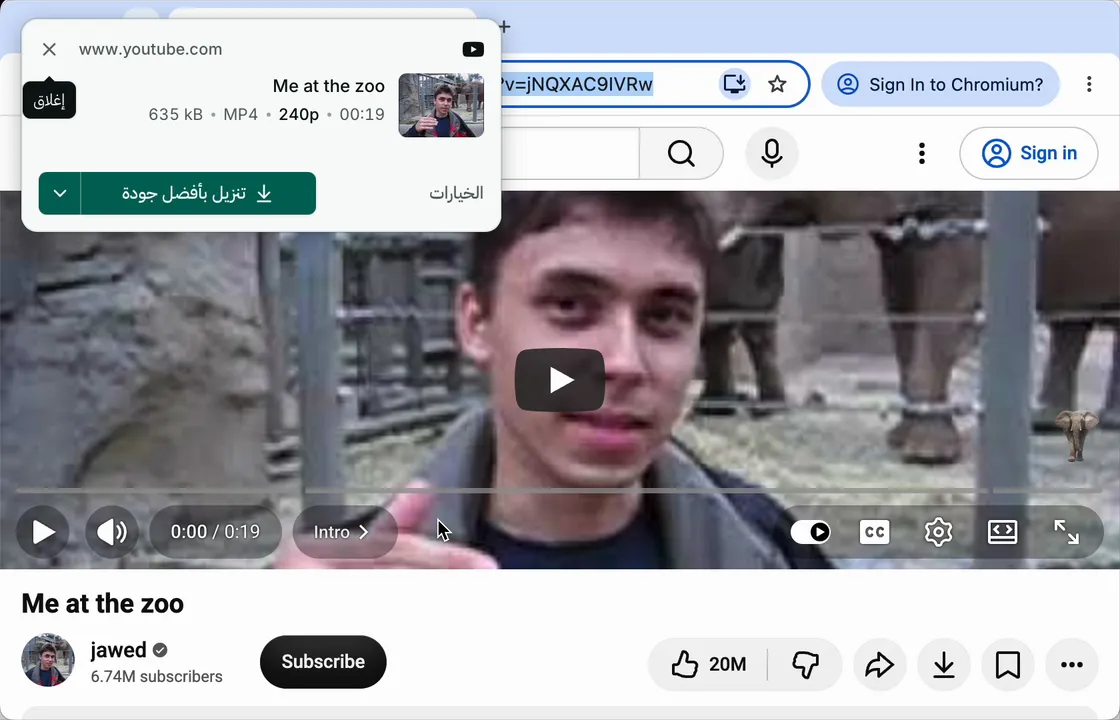 www.youtube.com
إغلاق
Me at the zoo
635 kB • MP4 • 240p • 00:19
تنزيل بأفضل جودة
الخيارات
?v=jNQXAC9IVRw
Sign In to Chromium?
Sign in
0:00 / 0:19
Intro
CC
Me at the zoo
jawed
6.74M subscribers
Subscribe
20M